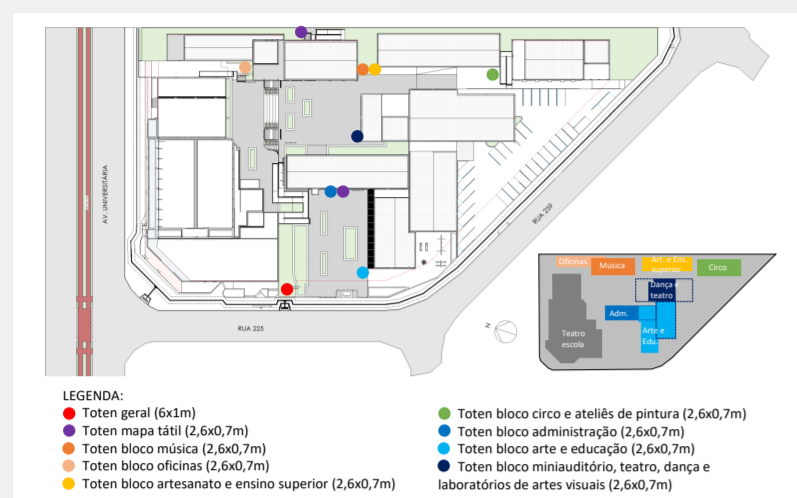 AV. UNIVERSITÁRIA
RUA 259
RUA 225
N
Oficinas
Música
Art. e Ens.
superior
Circo
Dança e
teatro
Adm.
Teatro
escola
Arte e
Edu.
LEGENDA:
Toten geral (6x1m)
Toten mapa tátil (2,6x0,7m)
Toten bloco música (2,6x0,7m)
Toten bloco oficinas (2,6x0,7m)
Toten bloco artesanato e ensino superior (2,6x0,7m)
Toten bloco circo e ateliês de pintura (2,6x0,7m)
Toten bloco administração (2,6x0,7m)
Toten bloco arte e educação (2,6x0,7m)
Toten bloco miniauditório, teatro, dança e
laboratórios de artes visuais (2,6x0,7m)